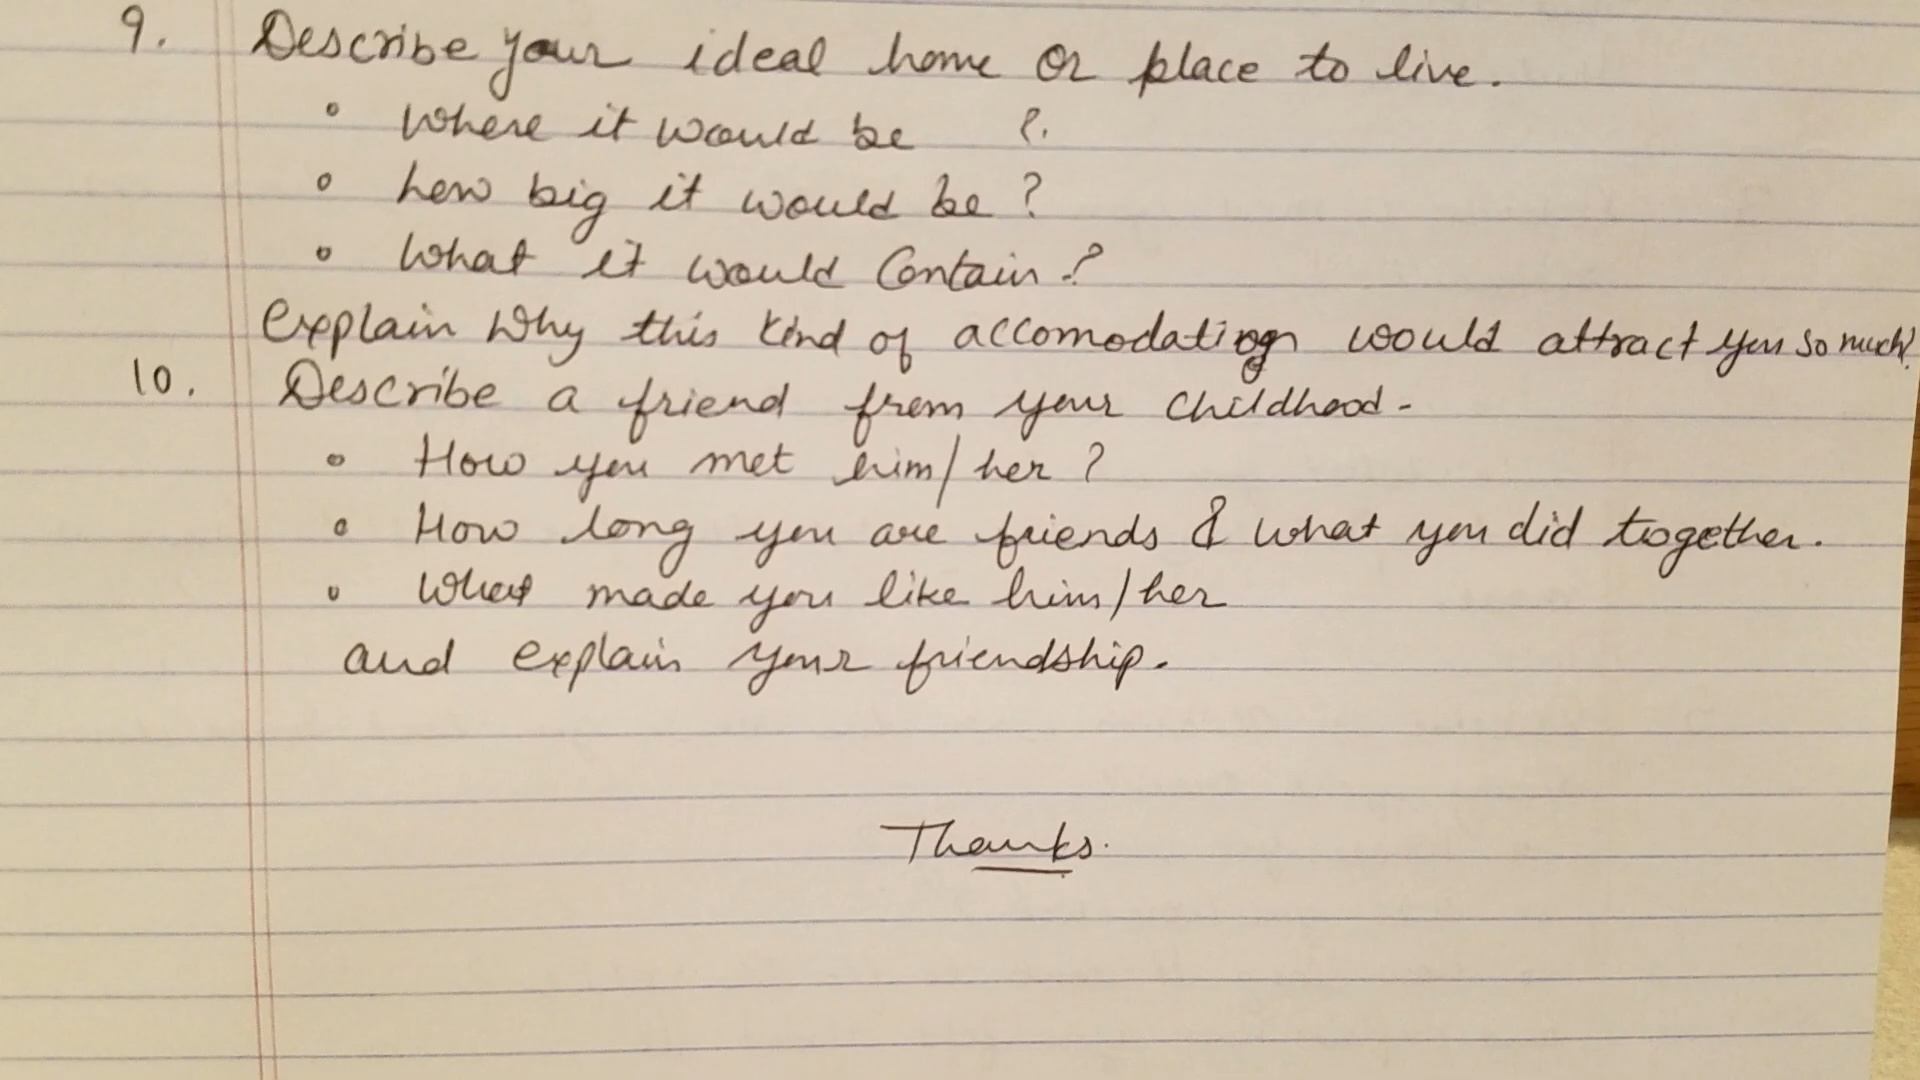 9. Describe your ideal home or place to live.
• Where it would be ?.
• how big it would be ?
• What it would Contain ?
Explain Why this kind of accomodation would attract you so much?
10. Describe a friend from your childhood -
• How you met him/her ?
• How long you are friends & what you did together.
• What made you like him/her
and explain your friendship.
Thanks.